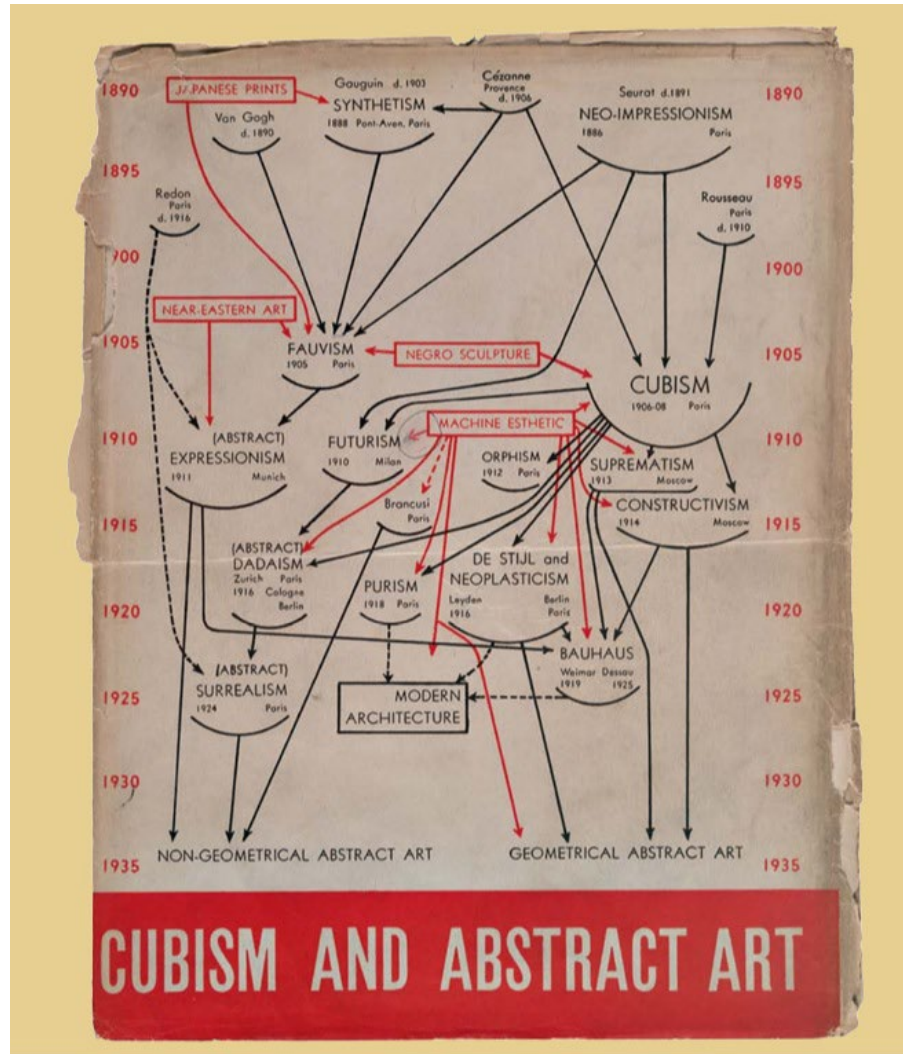 1890
JAPANESE PRINTS
Gauguin d. 1903
SYNTHETISM
1888 Pont-Aven, Paris
Cézanne
Provence
d. 1906
Seurat d.1891
NEO-IMPRESSIONISM
1886 Paris
1890
Van Gogh
d. 1890
1895
1895
Redon
Paris
d. 1916
Rousseau
Paris
d. 1910
1900
1900
NEAR-EASTERN ART
1905
FAUVISM
1905 Paris
NEGRO SCULPTURE
1905
CUBISM
1906-08 Paris
1910
(ABSTRACT)
EXPRESSIONISM
1911 Munich
FUTURISM
1910 Milan
MACHINE ESTHETIC
ORPHISM
1912 Paris
SUPREMATISM
1913 Moscow
1910
Brancusi
Paris
CONSTRUCTIVISM
1914 Moscow
1915
1915
(ABSTRACT)
DADAISM
Zurich Paris
1916 Cologne
Berlin
PURISM
1918 Paris
DE STIJL and
NEOPLASTICISM
Leyden Berlin
1916 Paris
1920
1920
BAUHAUS
Weimar Dessau
1919 1925
(ABSTRACT)
SURREALISM
1924 Paris
MODERN
ARCHITECTURE
1925
1925
1930
1930
1935
NON-GEOMETRICAL ABSTRACT ART
GEOMETRICAL ABSTRACT ART
1935
CUBISM AND ABSTRACT ART